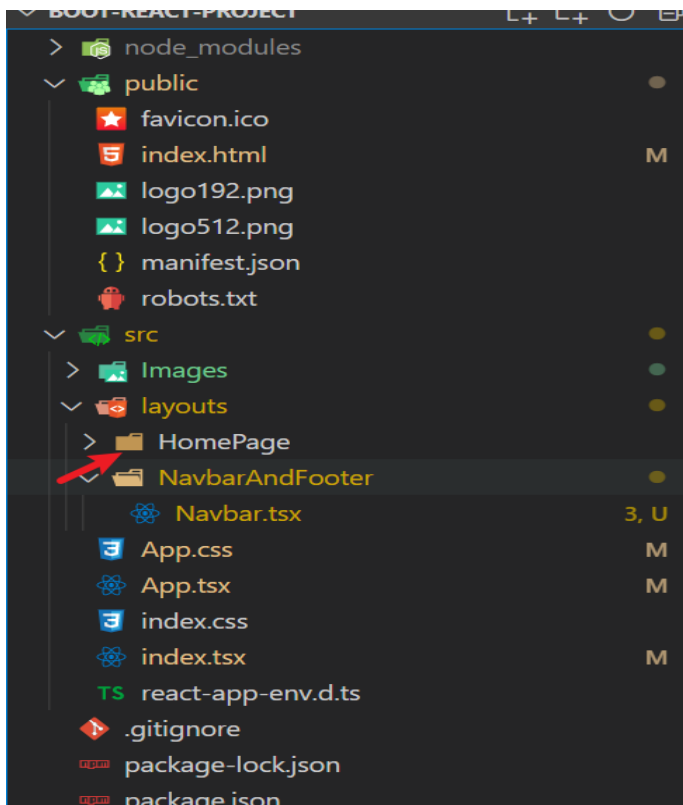 BOOT-REACT-PROJECT
node_modules
public
favicon.ico
index.html M
logo192.png
logo512.png
{ } manifest.json
robots.txt
src
Images
layouts
HomePage
NavbarAndFooter
Navbar.tsx 3, U
App.css M
App.tsx M
index.css
index.tsx M
TS react-app-env.d.ts
.gitignore
package-lock.json
package.json